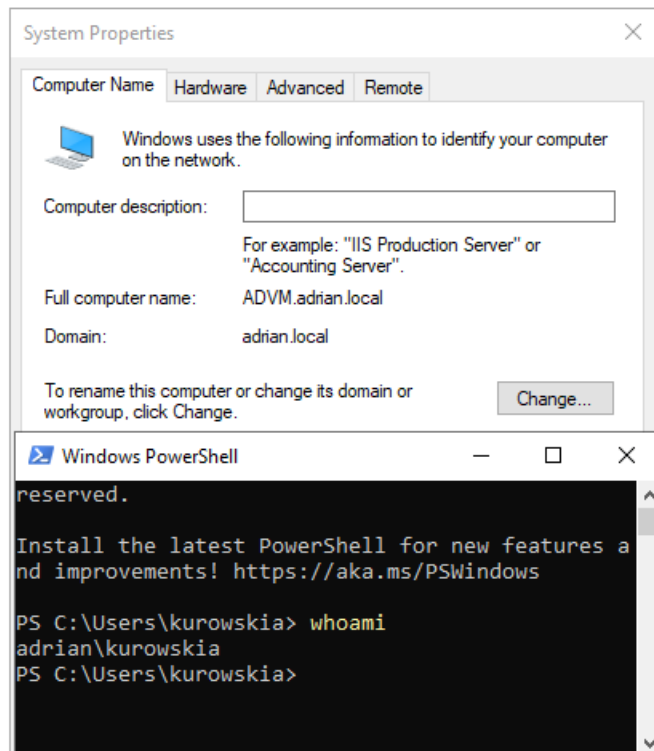 System Properties
Computer Name Hardware Advanced Remote
Windows uses the following information to identify your computer
on the network.
Computer description:
For example: "IIS Production Server" or
"Accounting Server".
Full computer name: ADVM.adrian.local
Domain: adrian.local
To rename this computer or change its domain or
workgroup, click Change.
Change...
Windows PowerShell
reserved.
Install the latest PowerShell for new features a
nd improvements! https://aka.ms/PSWindows
PS C:\Users\kurowskia> whoami
adrian\kurowskia
PS C:\Users\kurowskia>